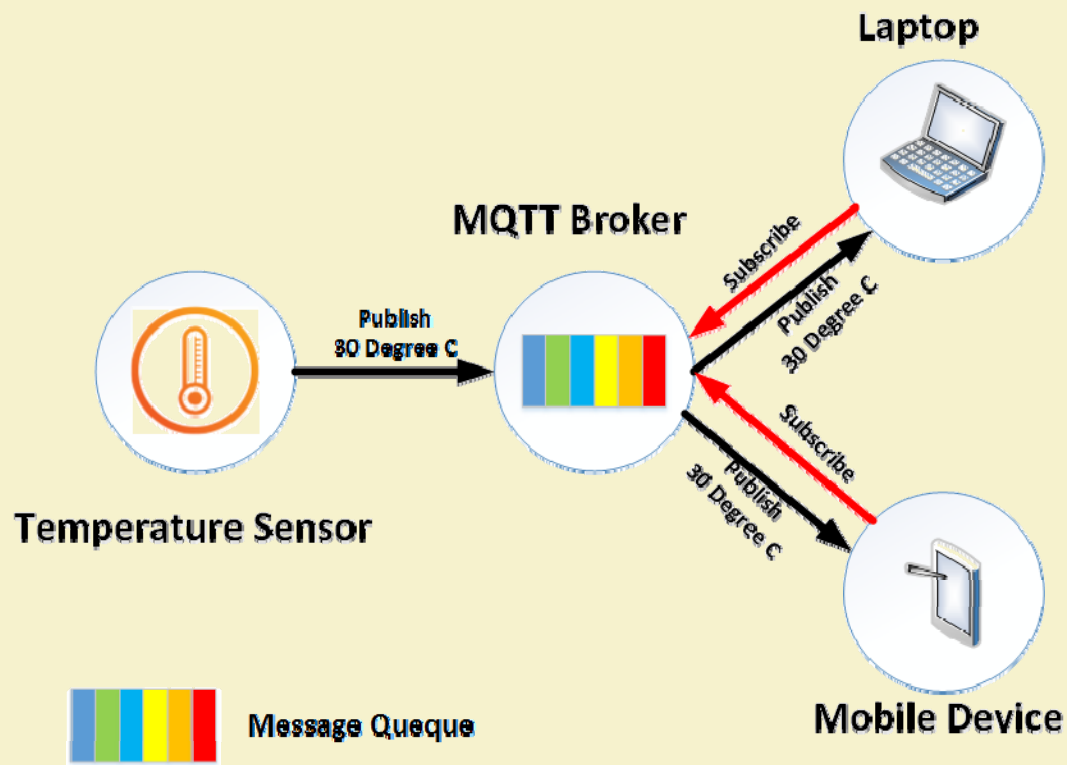 Laptop
MQTT Broker
Subscribe
Publish
30 Degree C
Publish
30 Degree C
Subscribe
Publish
30 Degree C
Temperature Sensor
Mobile Device
Message Queque